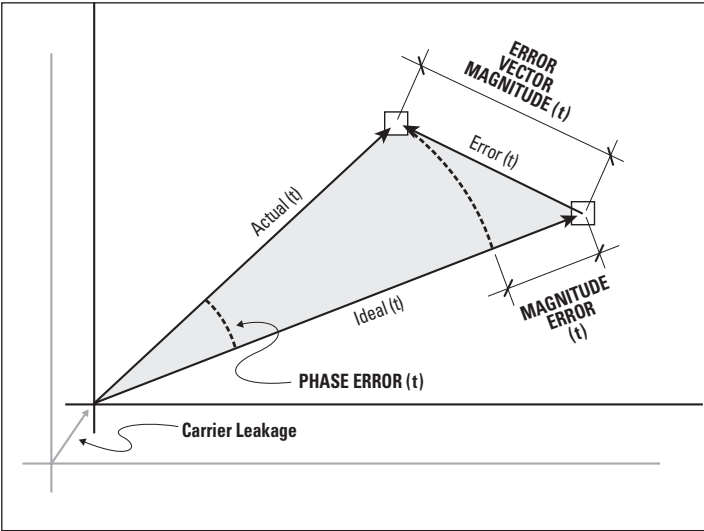 ERROR
VECTOR
MAGNITUDE (t)
Error (t)
Actual (t)
Ideal (t)
MAGNITUDE
ERROR
(t)
PHASE ERROR (t)
Carrier Leakage